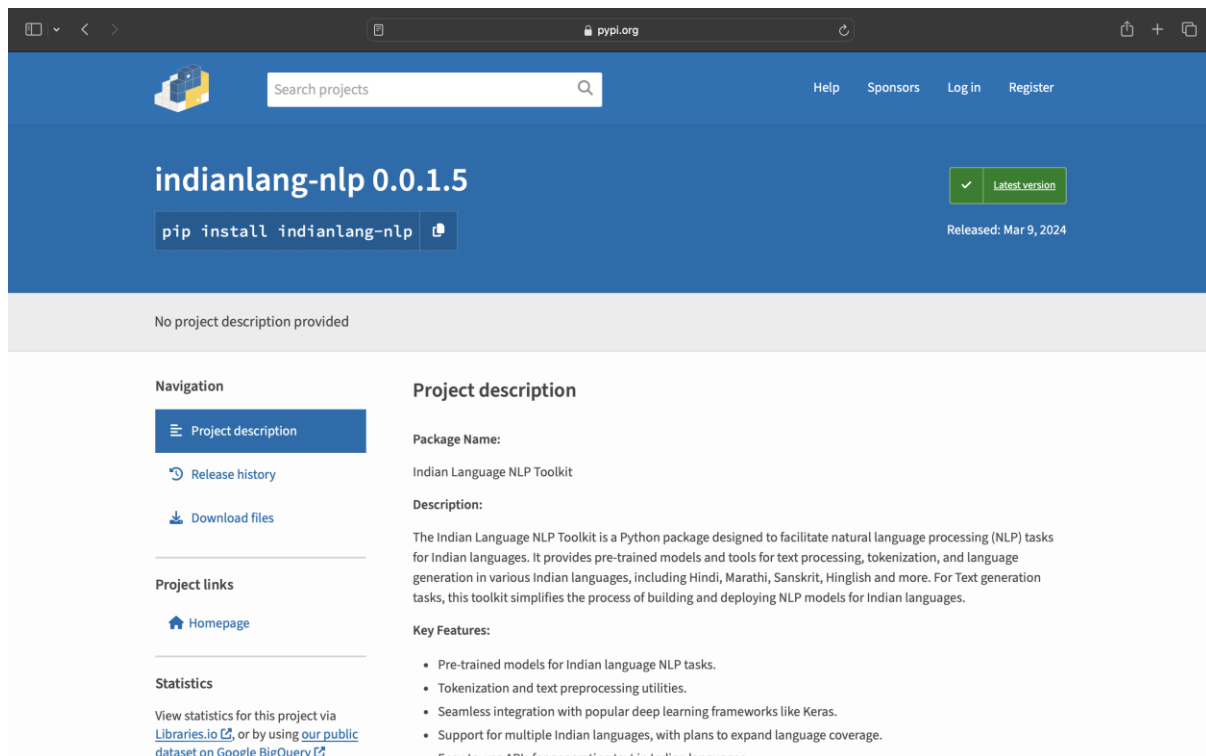 pypi.org
Search projects
Help Sponsors Log in Register
indianlang-nlp 0.0.1.5
Latest version
pip install indianlang-nlp
Released: Mar 9, 2024
No project description provided
Navigation
Project description
Release history
Download files
Project links
Homepage
Statistics
View statistics for this project via
Libraries.io, or by using our public
dataset on Google BigQuery
Project description
Package Name:
Indian Language NLP Toolkit
Description:
The Indian Language NLP Toolkit is a Python package designed to facilitate natural language processing (NLP) tasks
for Indian languages. It provides pre-trained models and tools for text processing, tokenization, and language
generation in various Indian languages, including Hindi, Marathi, Sanskrit, Hinglish and more. For Text generation
tasks, this toolkit simplifies the process of building and deploying NLP models for Indian languages.
Key Features:
• Pre-trained models for Indian language NLP tasks.
• Tokenization and text preprocessing utilities.
• Seamless integration with popular deep learning frameworks like Keras.
• Support for multiple Indian languages, with plans to expand language coverage.